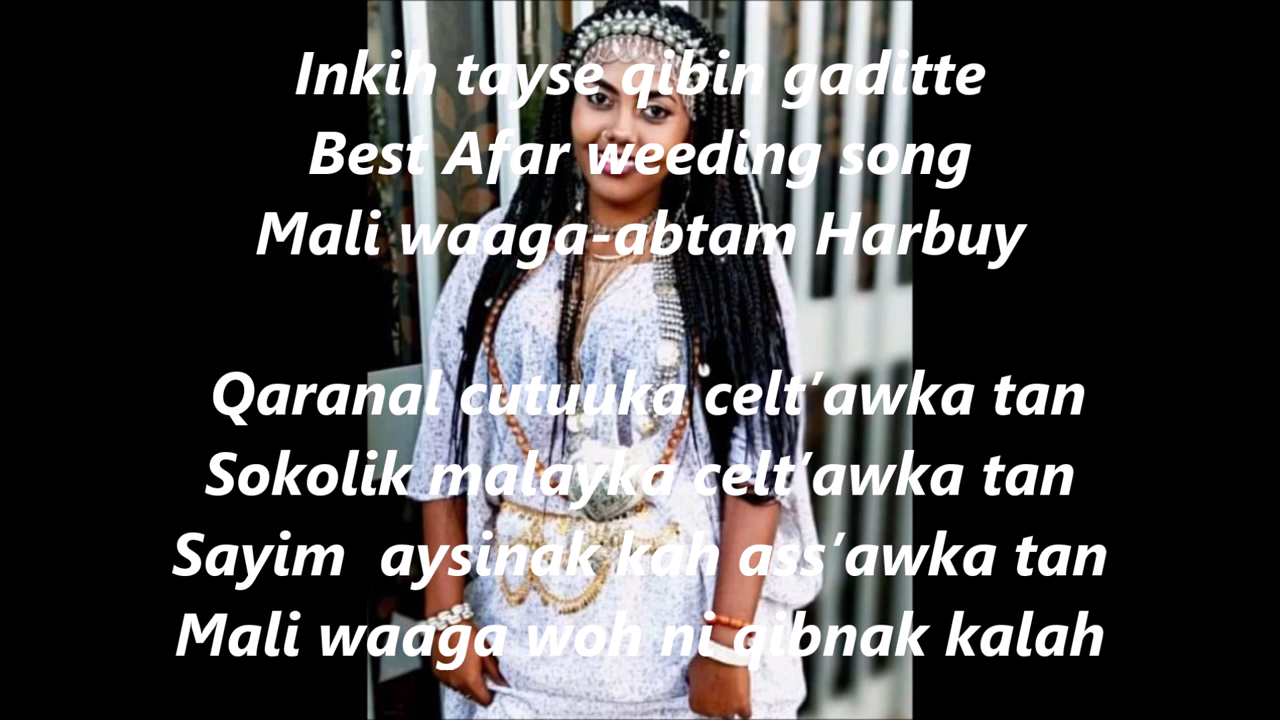 Inkih tayse qibin gaditte
Best Afar weeding song
Mali waaga-abtam Harbuy
Qaranal cutuuka celt'awka tan
Sokolik malayka celt'awka tan
Sayim aysinak kah ass'awka tan
Mali waaga woh ni qibnak kalah